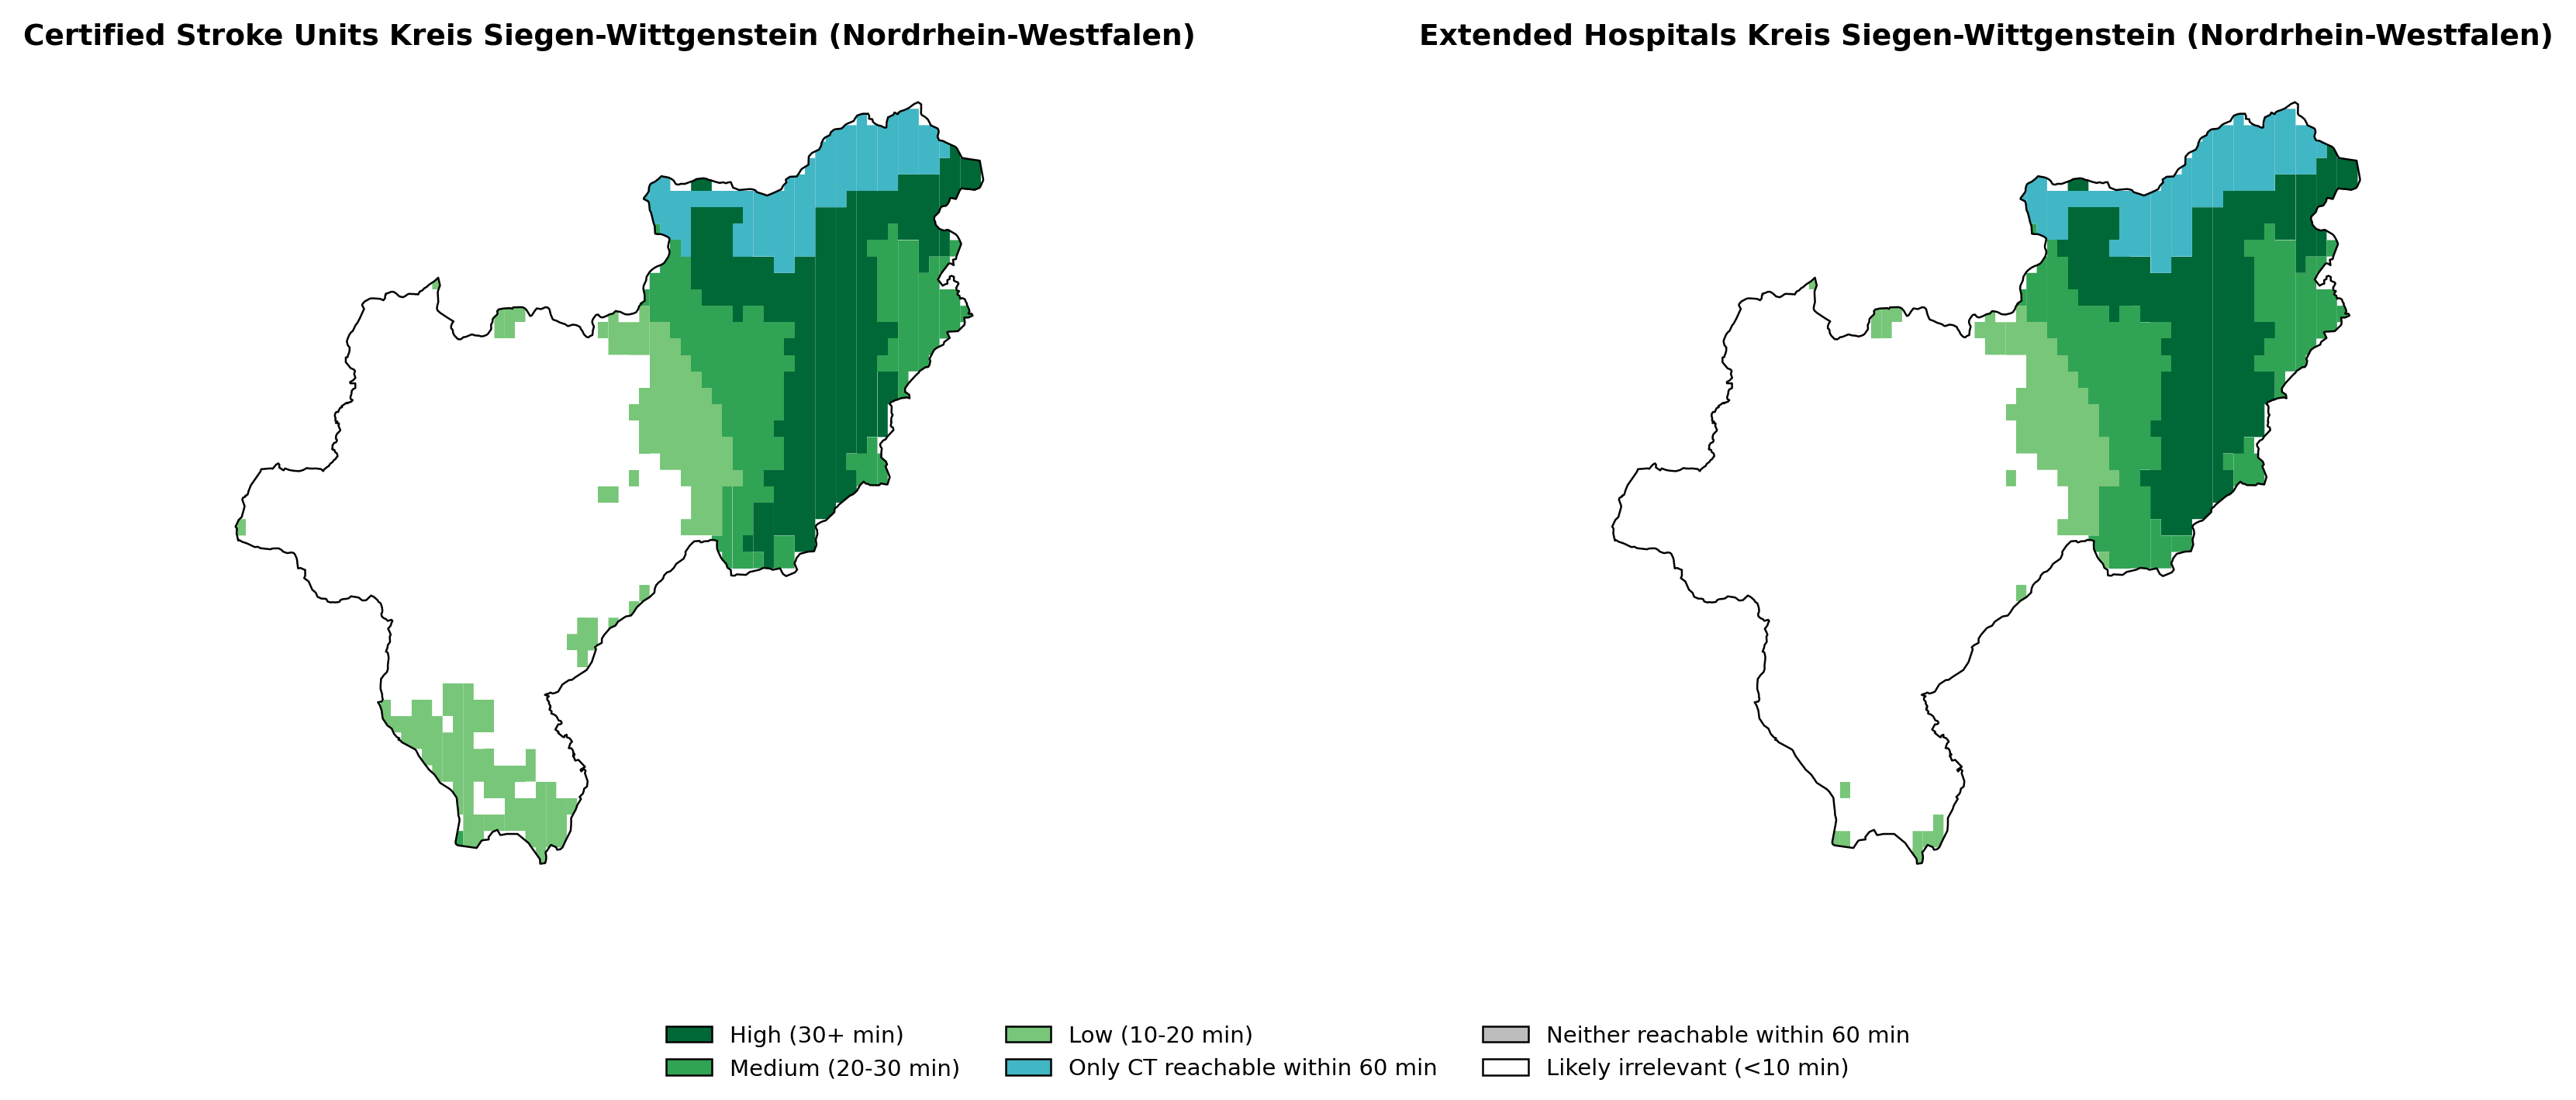 Certified Stroke Units Kreis Siegen-Wittgenstein (Nordrhein-Westfalen)
Extended Hospitals Kreis Siegen-Wittgenstein (Nordrhein-Westfalen)
High (30+ min)
Medium (20-30 min)
Low (10-20 min)
Only CT reachable within 60 min
Neither reachable within 60 min
Likely irrelevant (<10 min)